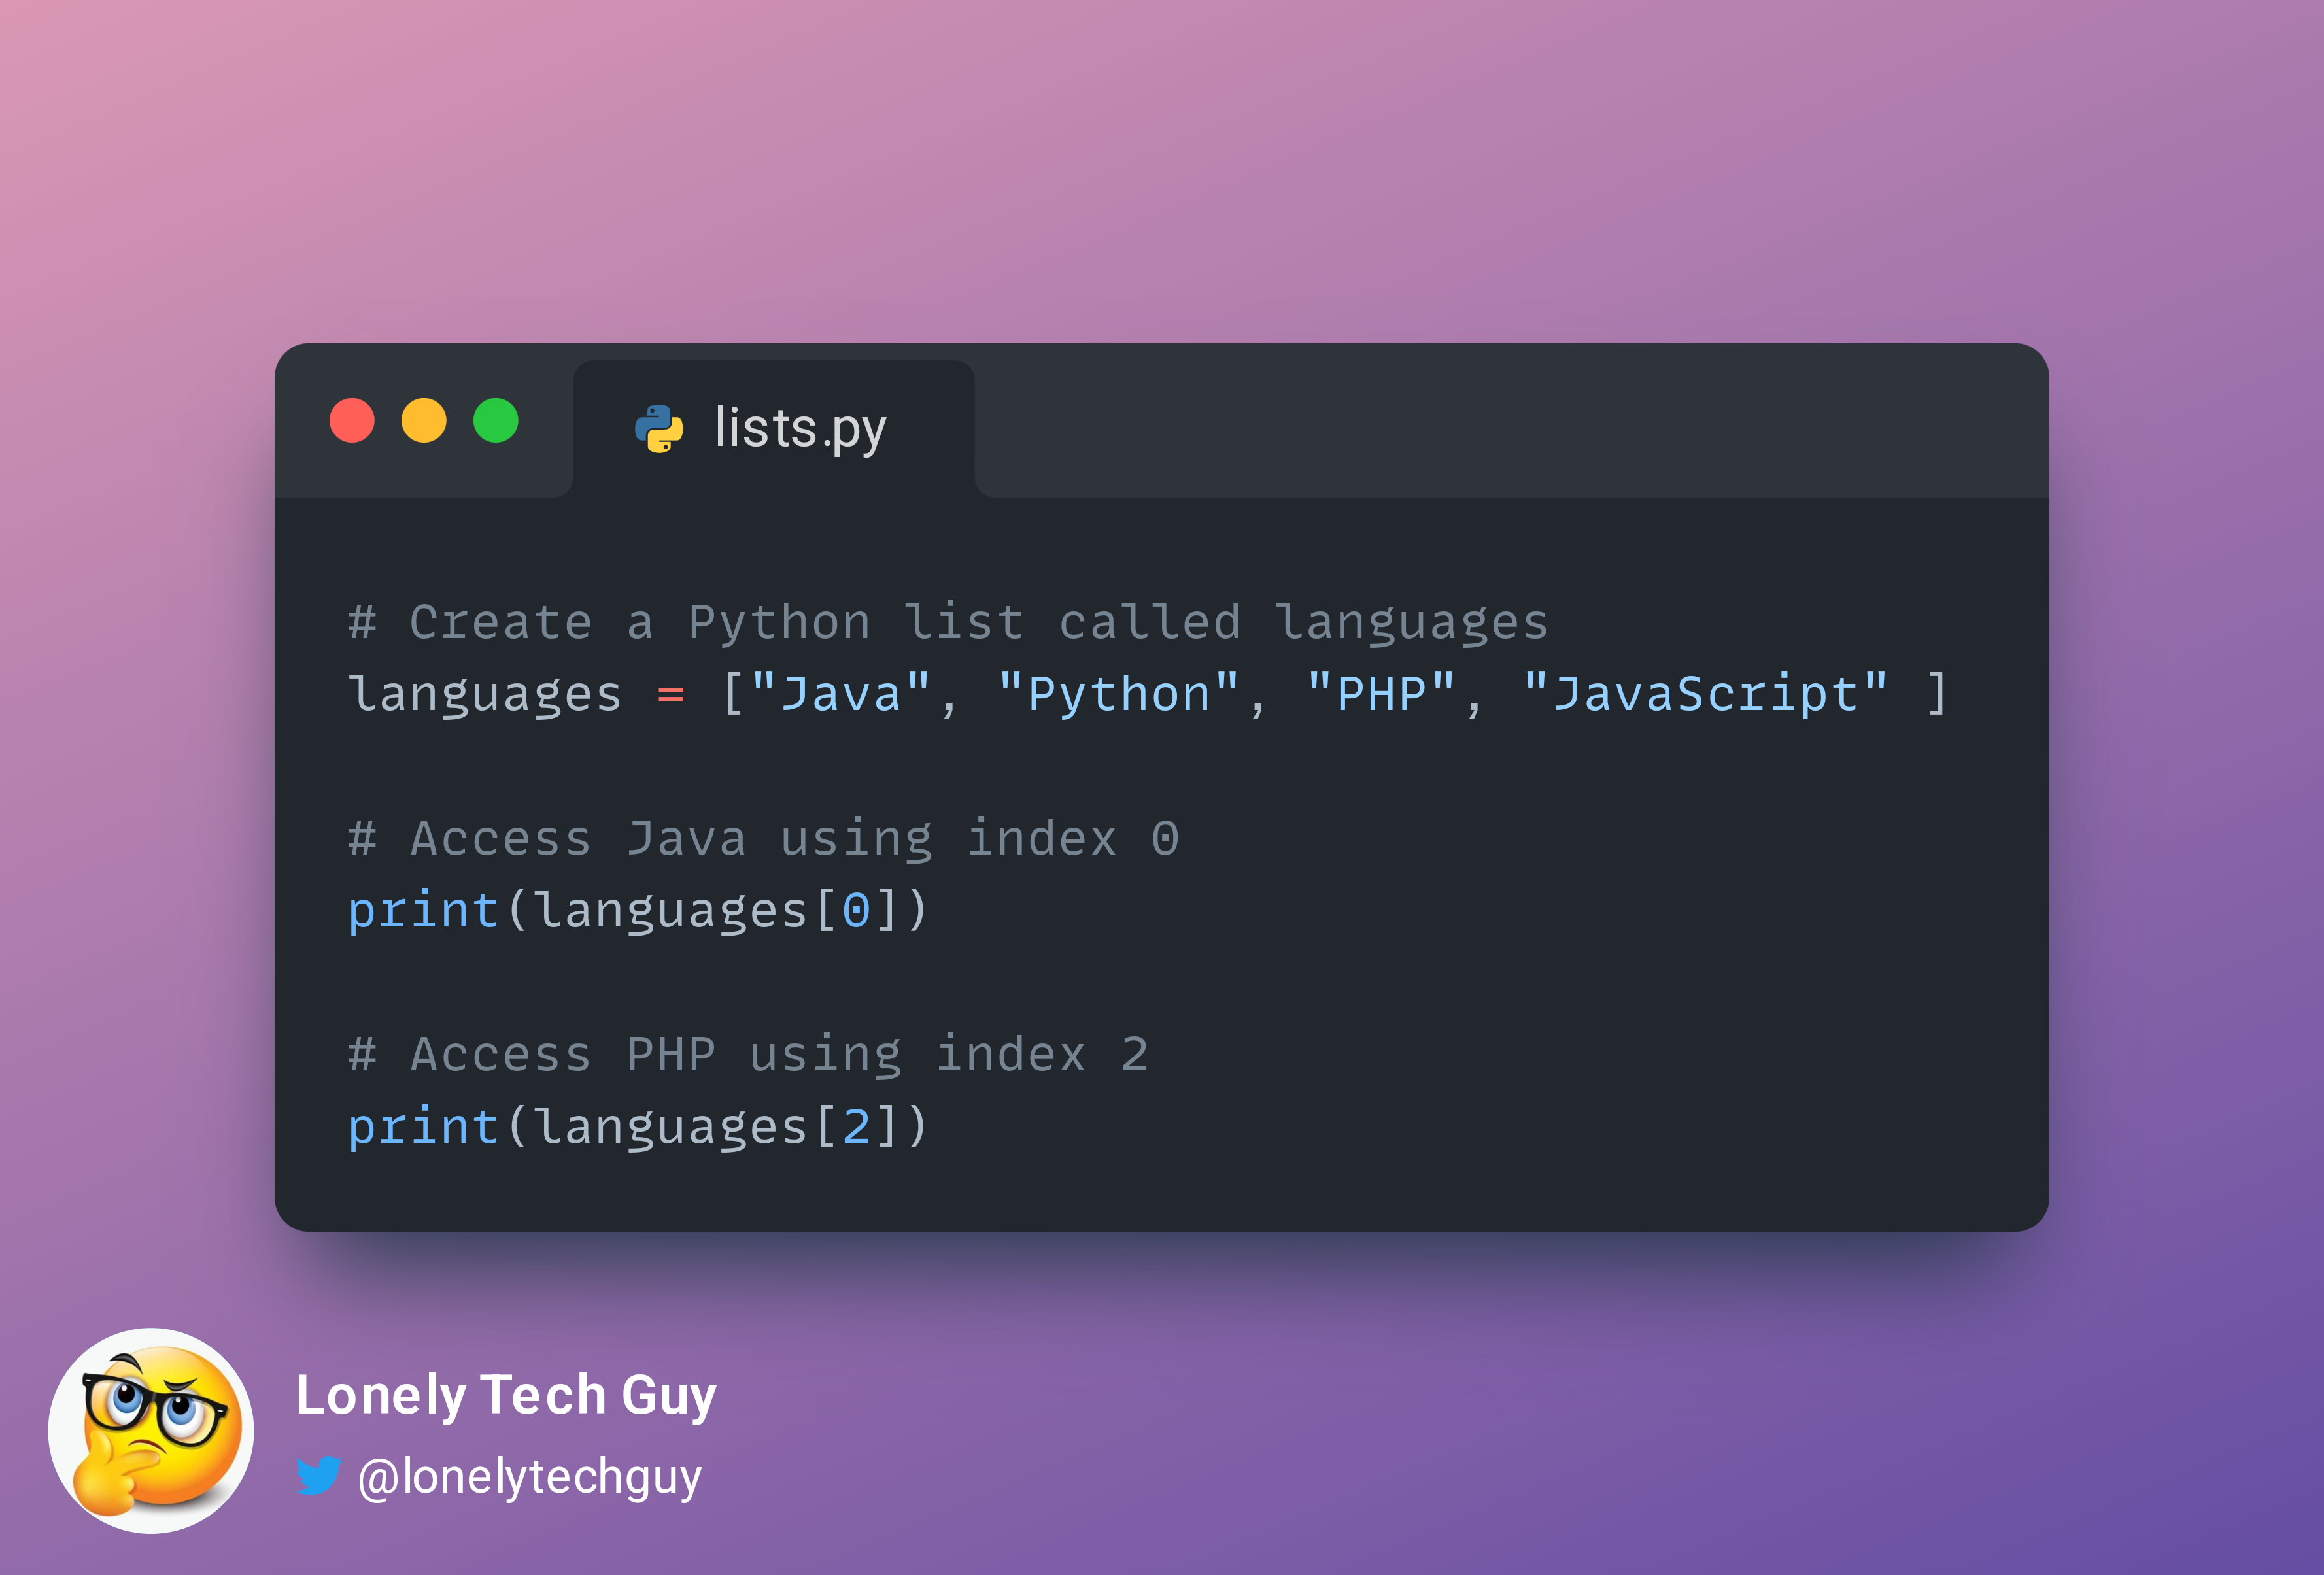 lists.py
# Create a Python list called languages
languages = ["Java", "Python", "PHP", "JavaScript" ]
# Access Java using index 0
print(languages[0])
# Access PHP using index 2
print(languages[2])
Lonely Tech Guy
@lonelytechguy